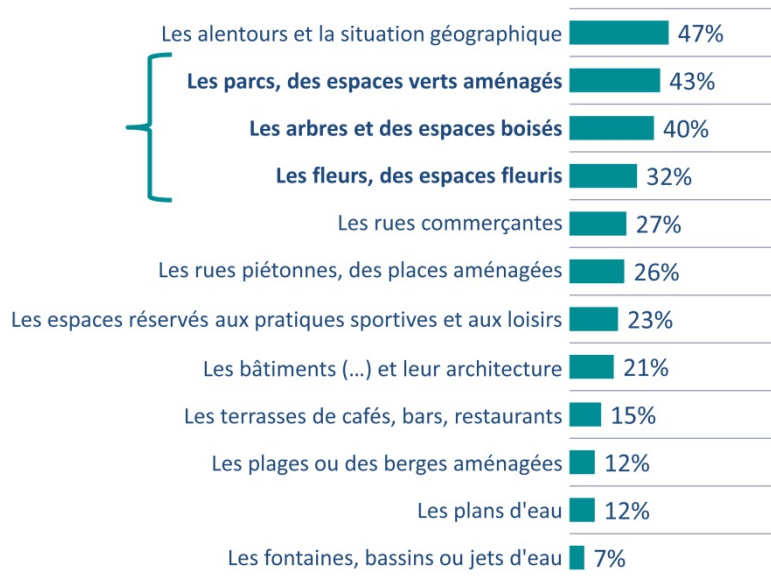 Les alentours et la situation géographique 47%
Les parcs, des espaces verts aménagés 43%
Les arbres et des espaces boisés 40%
Les fleurs, des espaces fleuris 32%
Les rues commerçantes 27%
Les rues piétonnes, des places aménagées 26%
Les espaces réservés aux pratiques sportives et aux loisirs 23%
Les bâtiments (...) et leur architecture 21%
Les terrasses de cafés, bars, restaurants 15%
Les plages ou des berges aménagées 12%
Les plans d'eau 12%
Les fontaines, bassins ou jets d'eau 7%